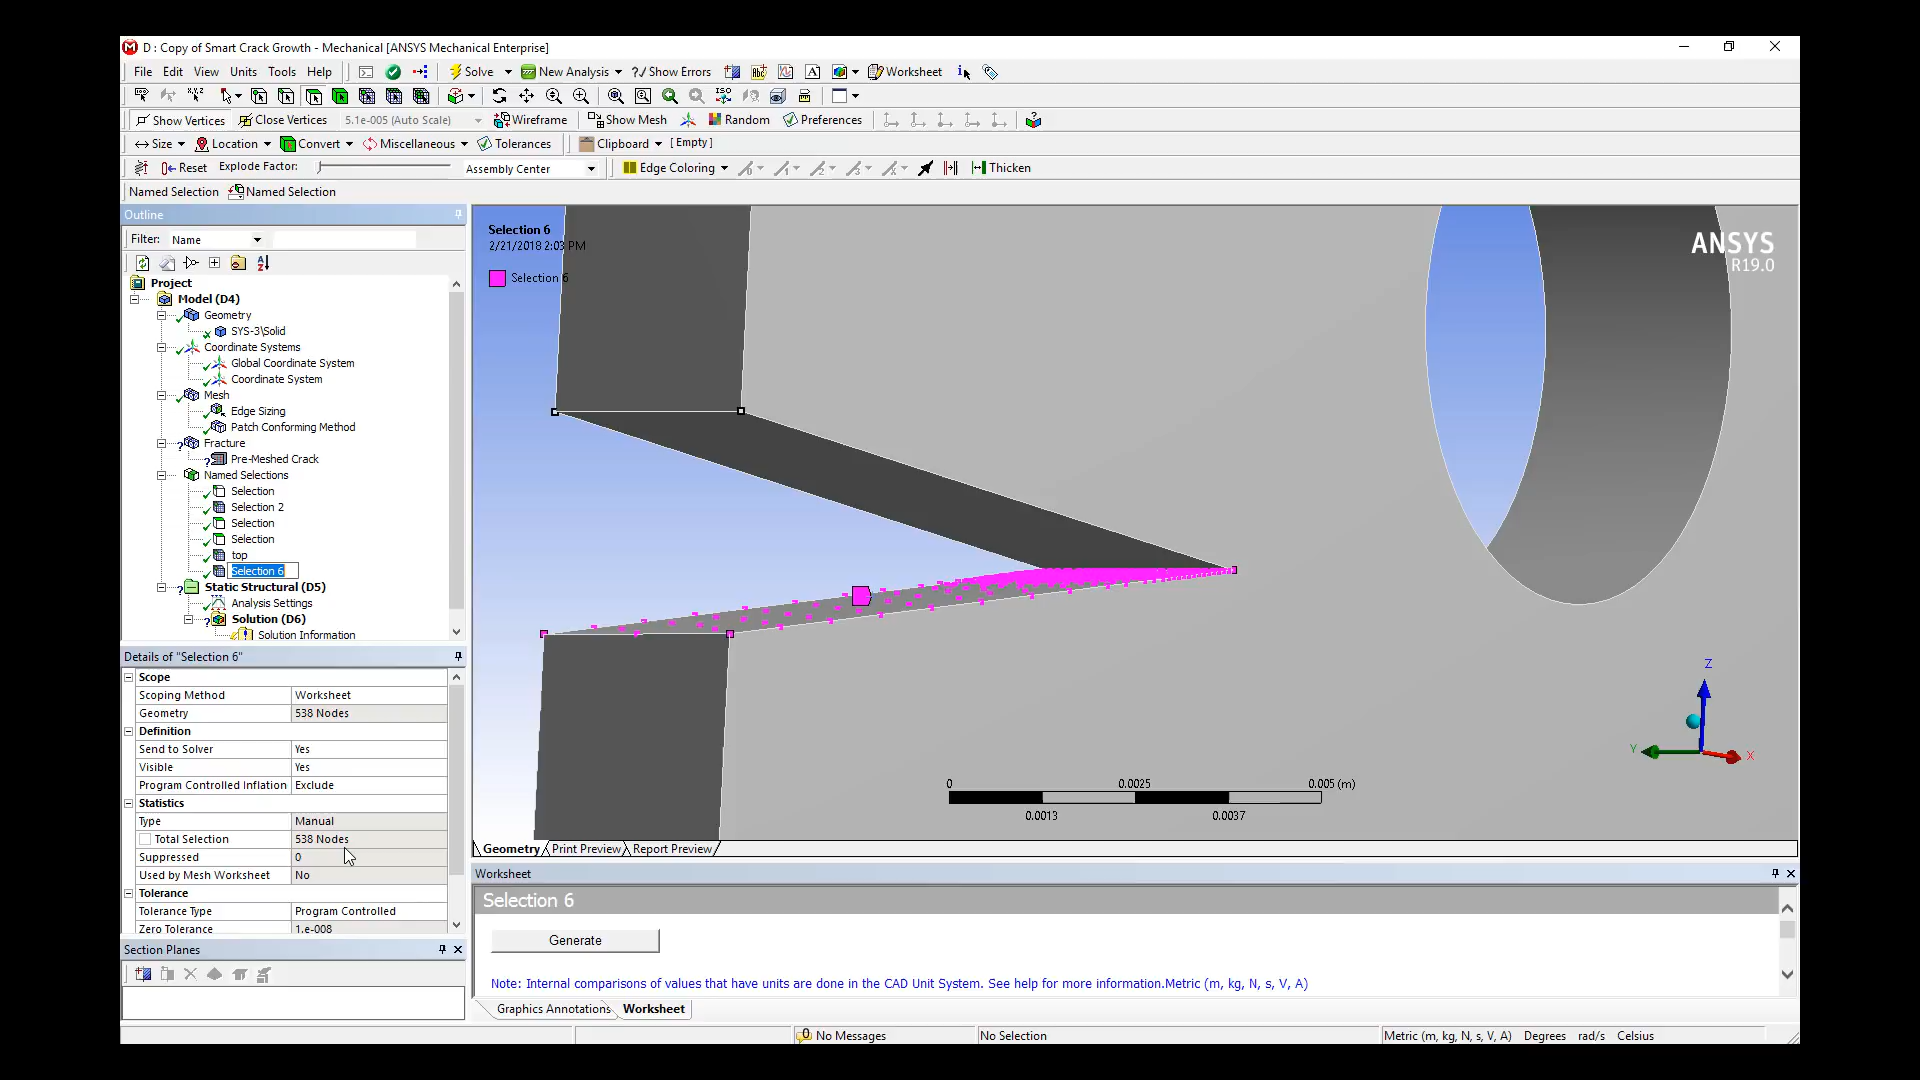 D : Copy of Smart Crack Growth - Mechanical [ANSYS Mechanical Enterprise]
File Edit View Units Tools Help Solve New Analysis ?/ Show Errors Worksheet
Show Vertices Close Vertices 5.1e-005 (Auto Scale) Wireframe Show Mesh Random Preferences
Size Location Convert Miscellaneous Tolerances Clipboard [ Empty ]
Reset Explode Factor: Assembly Center Edge Coloring Thicken
Named Selection Named Selection
Outline
Filter: Name
Project
Model (D4)
Geometry
SYS-3\Solid
Coordinate Systems
Global Coordinate System
Coordinate System
Mesh
Edge Sizing
Patch Conforming Method
Fracture
Pre-Meshed Crack
Named Selections
Selection
Selection 2
Selection
Selection
top
Selection 6
Static Structural (D5)
Analysis Settings
Solution (D6)
Solution Information
Details of "Selection 6"
Scope
Scoping Method Worksheet
Geometry 538 Nodes
Definition
Send to Solver Yes
Visible Yes
Program Controlled Inflation Exclude
Statistics
Type Manual
Total Selection 538 Nodes
Suppressed 0
Used by Mesh Worksheet No
Tolerance
Tolerance Type Program Controlled
Zero Tolerance 1.e-008
Section Planes
Selection 6
2/21/2018 2:03 PM
Selection 6
ANSYS
R19.0
Z
Y
X
0 0.0025 0.005 (m)
0.0013 0.0037
Geometry Print Preview Report Preview
Worksheet
Selection 6
Generate
Note: Internal comparisons of values that have units are done in the CAD Unit System. See help for more information.Metric (m, kg, N, s, V, A)
Graphics Annotations Worksheet
No Messages No Selection Metric (m, kg, N, s, V, A) Degrees rad/s Celsius